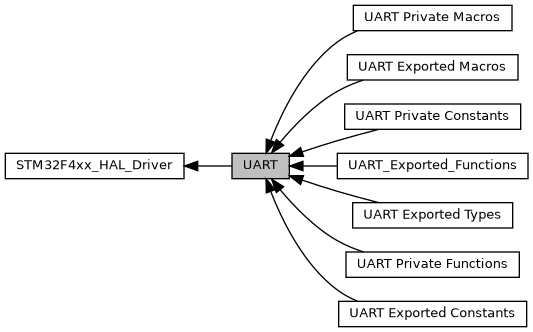 UART Private Macros
UART Exported Macros
UART Private Constants
STM32F4xx_HAL_Driver
UART
UART_Exported_Functions
UART Exported Types
UART Private Functions
UART Exported Constants